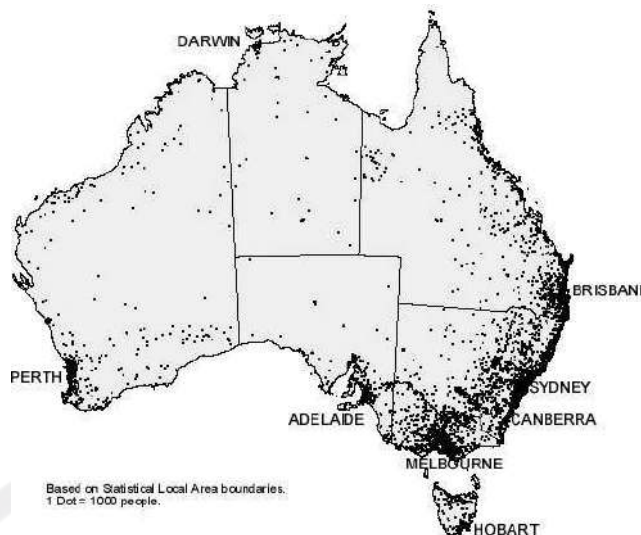 DARWIN
BRISBANE
PERTH
SYDNEY
ADELAIDE
CANBERRA
MELBOURNE
Based on Statistical Local Area boundaries.
1 Dot = 1000 people.
HOBART